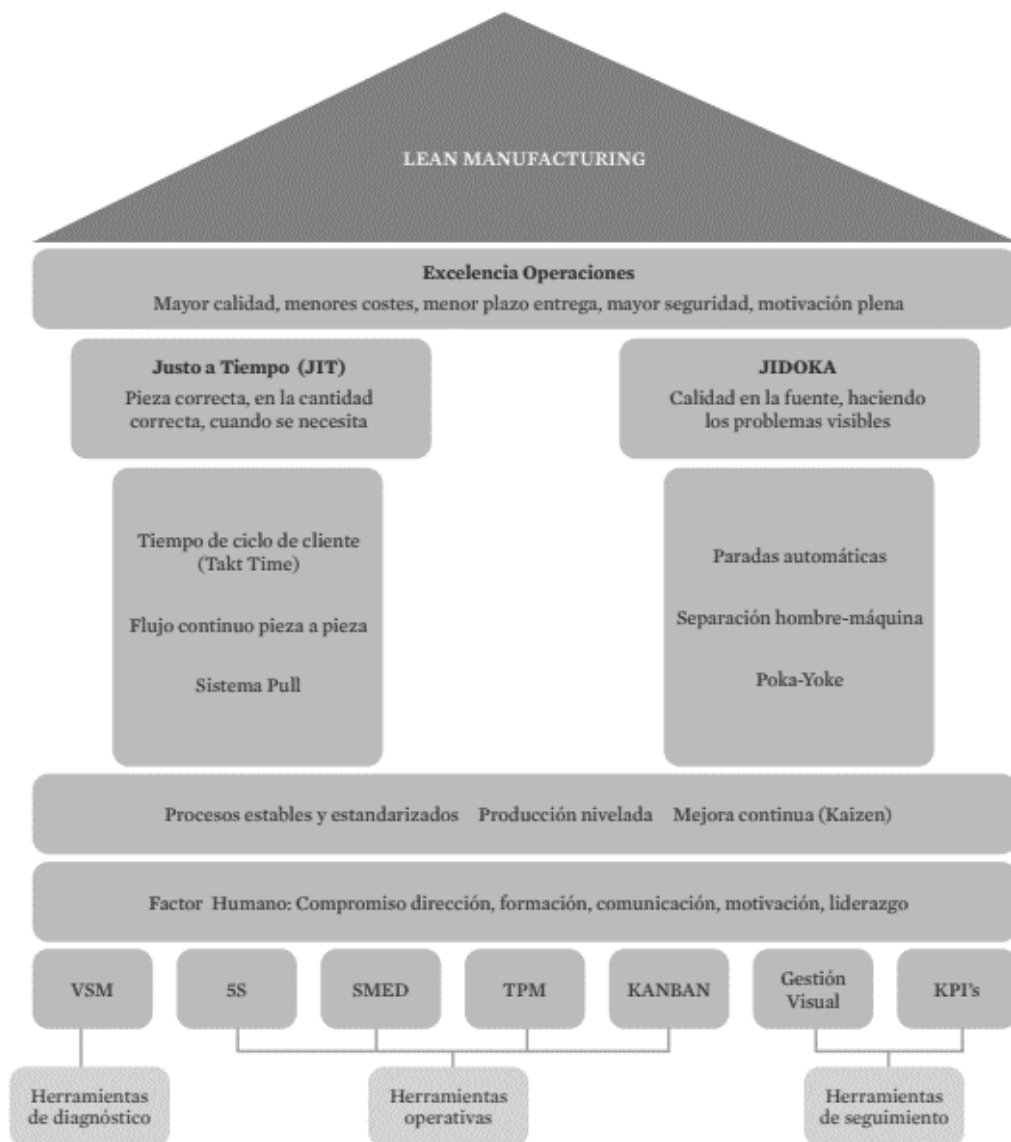 LEAN MANUFACTURING
Excelencia Operaciones
Mayor calidad, menores costes, menor plazo entrega, mayor seguridad, motivación plena
Justo a Tiempo (JIT)
Pieza correcta, en la cantidad
correcta, cuando se necesita
JIDOKA
Calidad en la fuente, haciendo
los problemas visibles
Tiempo de ciclo de cliente
(Takt Time)
Flujo continuo pieza a pieza
Sistema Pull
Paradas automáticas
Separación hombre-máquina
Poka-Yoke
Procesos estables y estandarizados Producción nivelada Mejora continua (Kaizen)
Factor Humano: Compromiso dirección, formación, comunicación, motivación, liderazgo
VSM
5S
SMED
TPM
KANBAN
Gestión
Visual
KPI's
Herramientas
de diagnóstico
Herramientas
operativas
Herramientas
de seguimiento